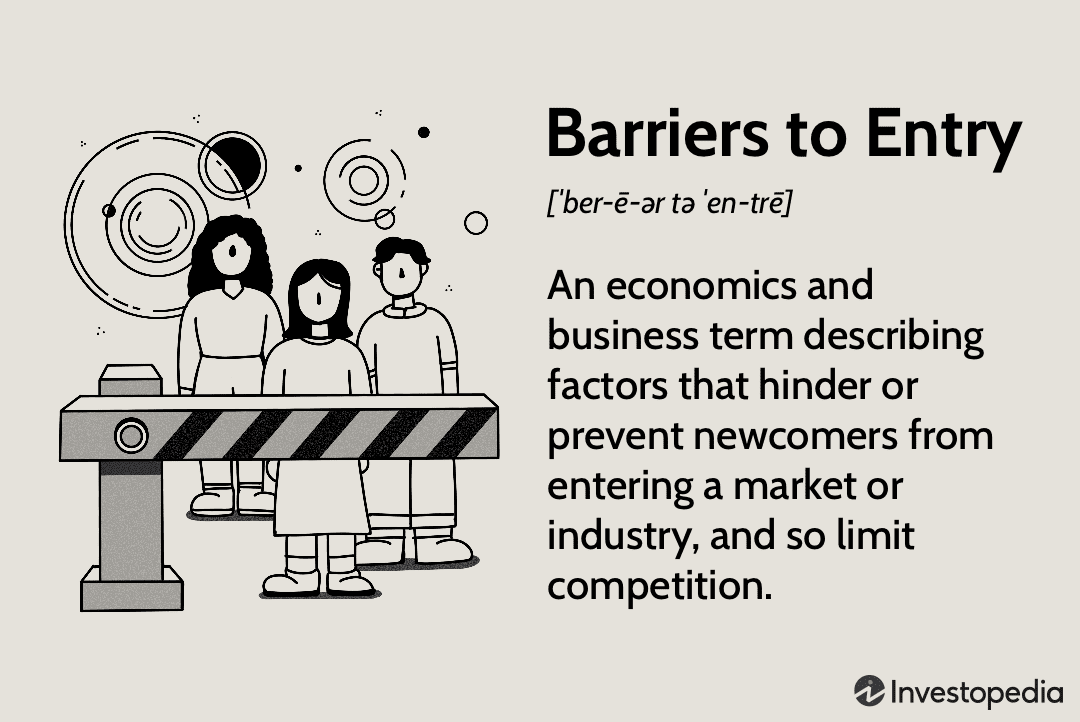 Barriers to Entry
[ˈber-ē-ər tə ˈen-trē]
An economics and
business term describing
factors that hinder or
prevent newcomers from
entering a market or
industry, and so limit
competition.
Investopedia